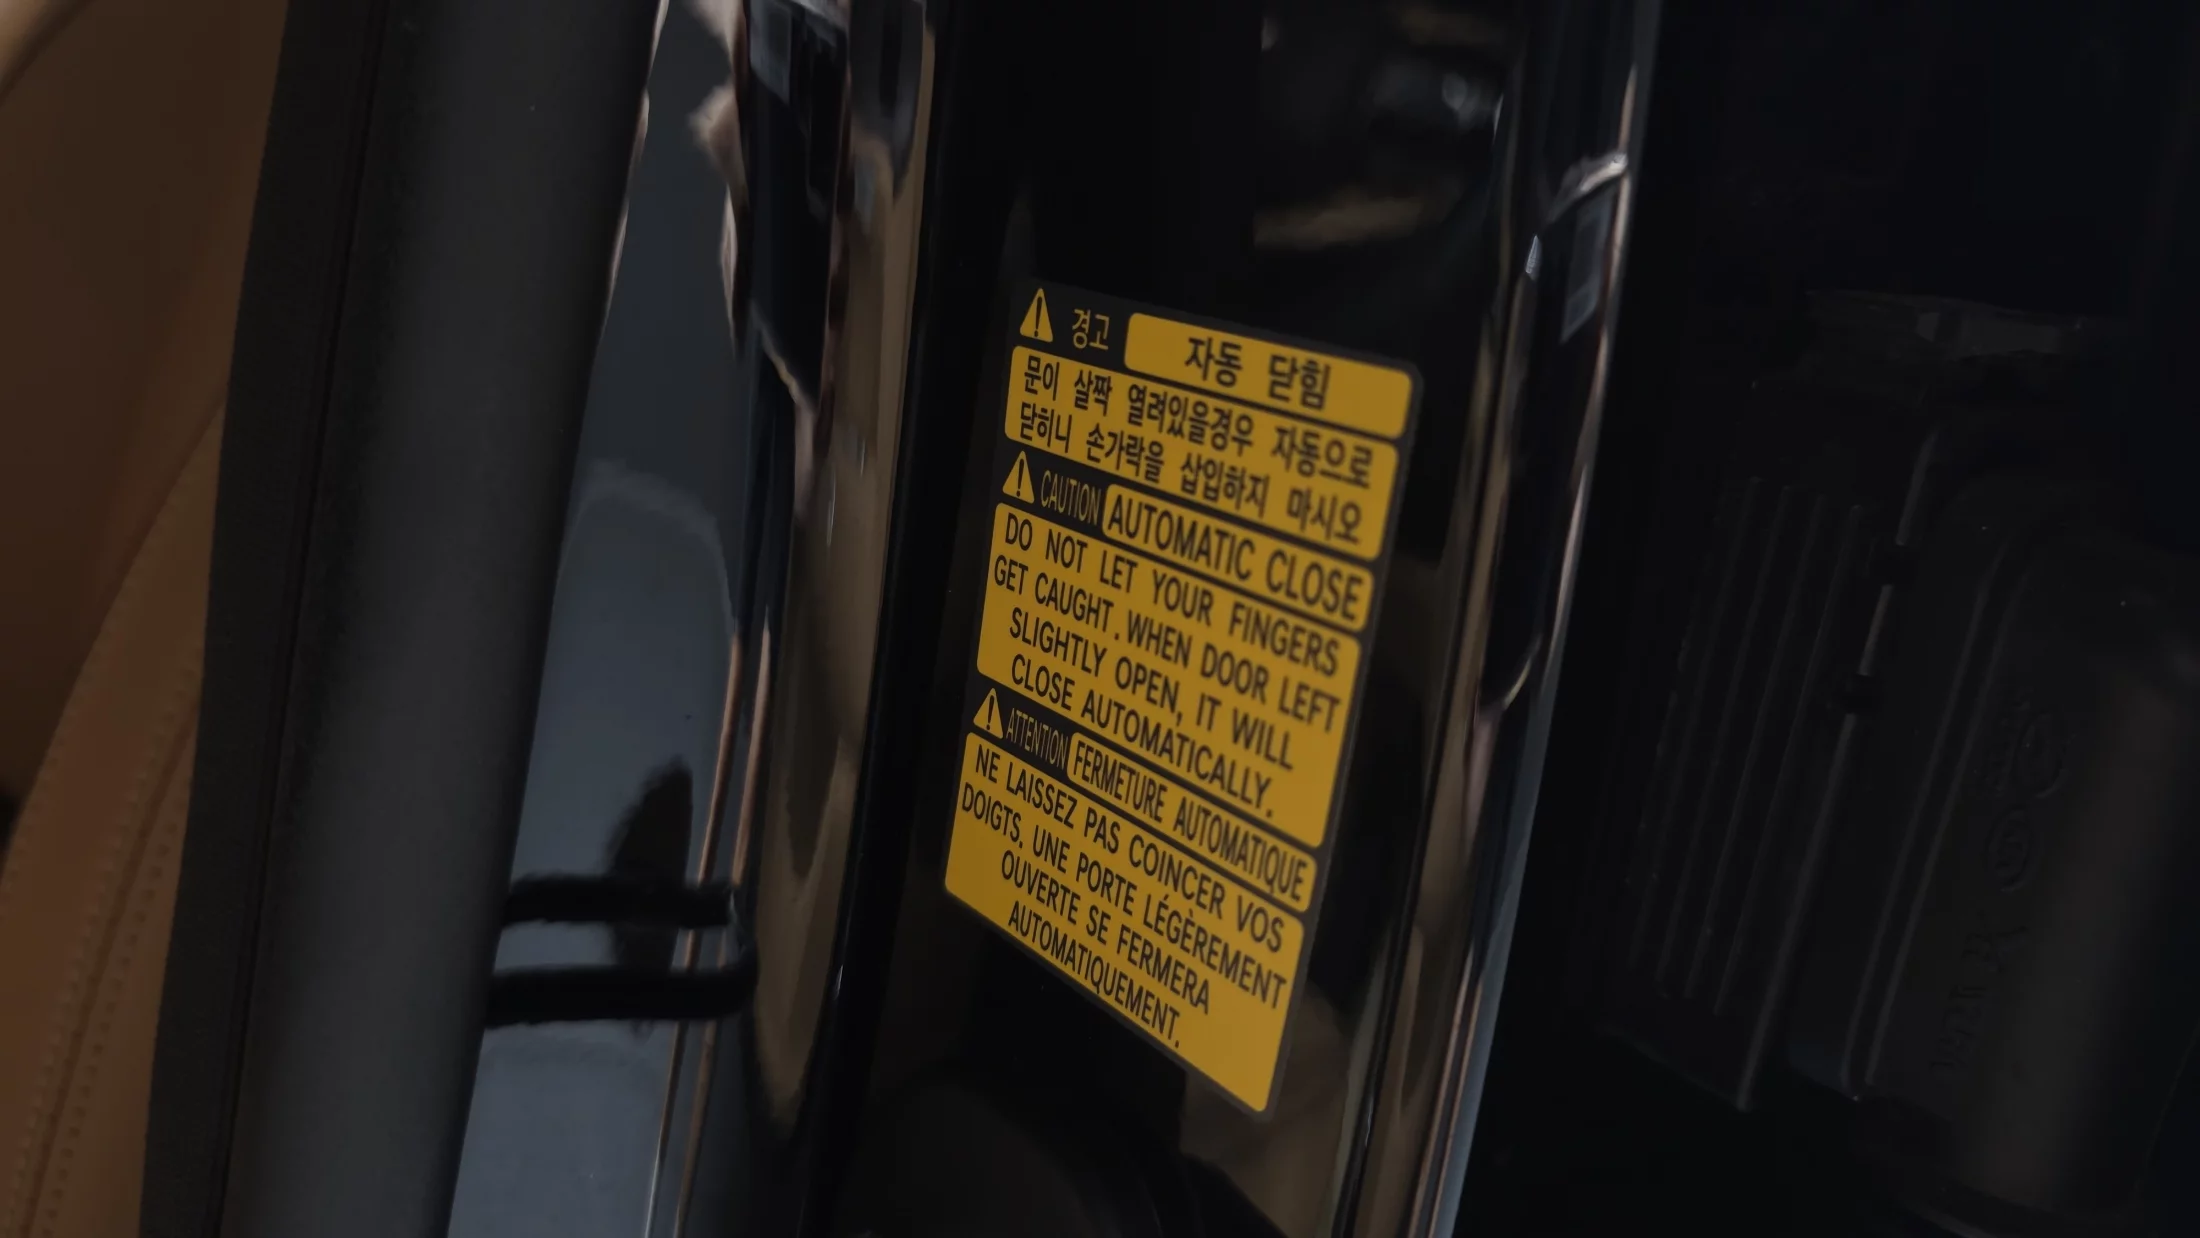 경고 자동 닫힘
문이 살짝 열려있을경우 자동으로
닫히니 손가락을 삽입하지 마시오
CAUTION AUTOMATIC CLOSE
DO NOT LET YOUR FINGERS
GET CAUGHT. WHEN DOOR LEFT
SLIGHTLY OPEN, IT WILL
CLOSE AUTOMATICALLY.
ATTENTION FERMETURE AUTOMATIQUE
NE LAISSEZ PAS COINCER VOS
DOIGTS. UNE PORTE LÉGÈREMENT
OUVERTE SE FERMERA
AUTOMATIQUEMENT.